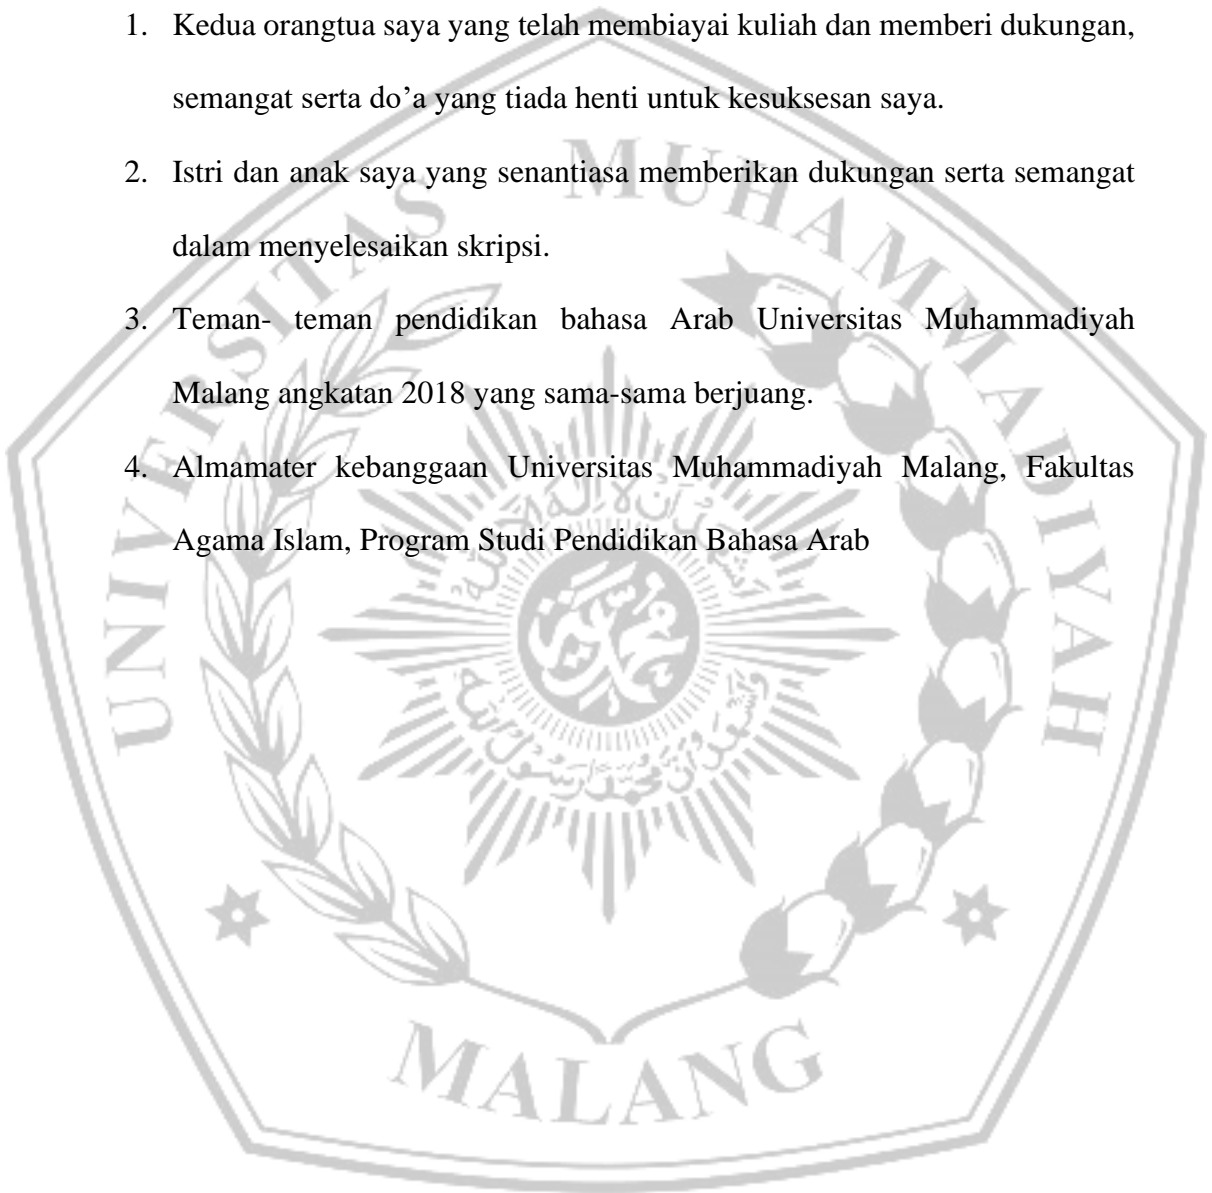 1. Kedua orangtua saya yang telah membiayai kuliah dan memberi dukungan,
semangat serta do’a yang tiada henti untuk kesuksesan saya.
2. Istri dan anak saya yang senantiasa memberikan dukungan serta semangat
dalam menyelesaikan skripsi.
3. Teman- teman pendidikan bahasa Arab Universitas Muhammadiyah
Malang angkatan 2018 yang sama-sama berjuang.
4. Almamater kebanggaan Universitas Muhammadiyah Malang, Fakultas
Agama Islam, Program Studi Pendidikan Bahasa Arab
UNIVERSITAS MUHAMMADIYAH
MALANG